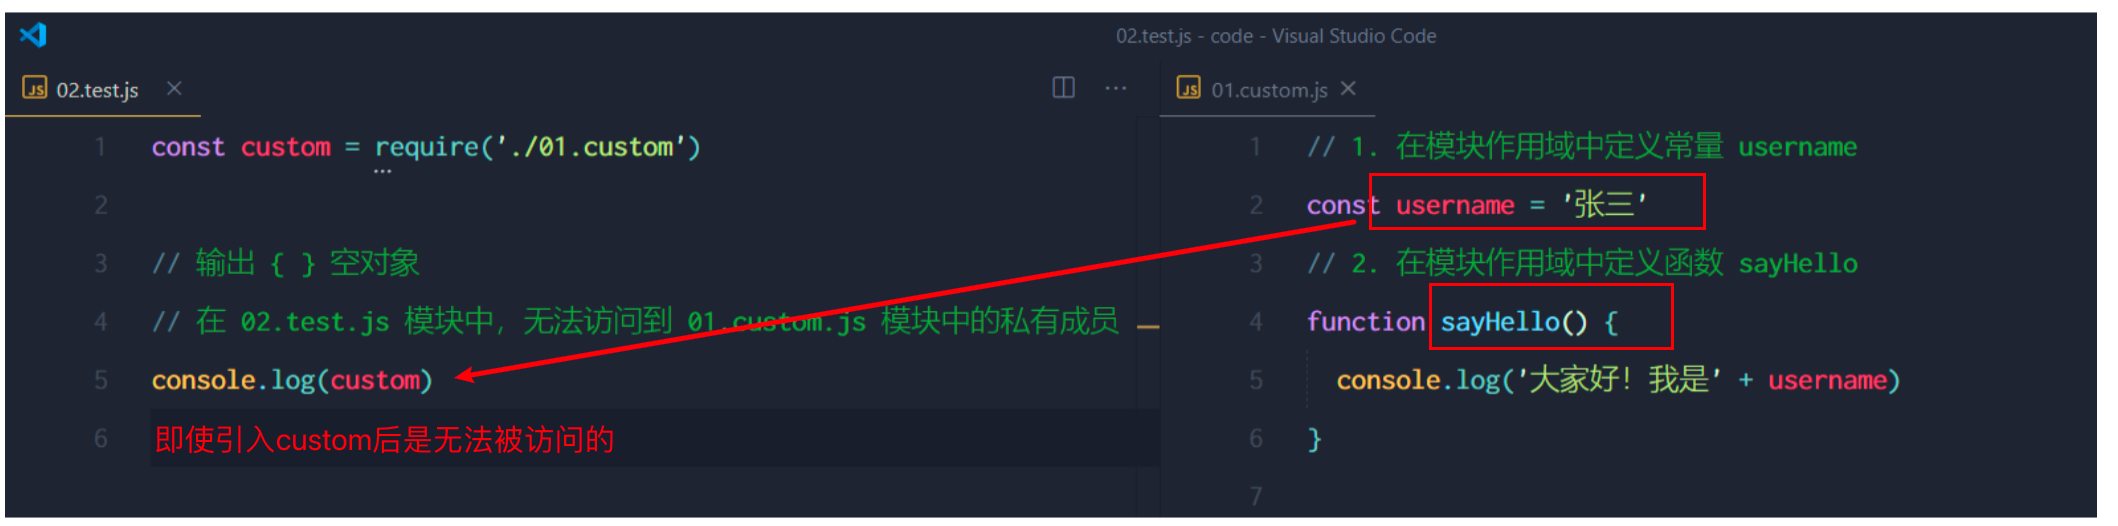 02.test.js - code - Visual Studio Code
JS 02.test.js ×
1 const custom = require('./01.custom')
2
3 // 输出 { } 空对象
4 // 在 02.test.js 模块中, 无法访问到 01.custom.js 模块中的私有成员
5 console.log(custom)
6 即使引入custom后是无法被访问的
JS 01.custom.js ×
1 // 1. 在模块作用域中定义常量 username
2 const username = '张三'
3 // 2. 在模块作用域中定义函数 sayHello
4 function sayHello() {
5 console.log('大家好! 我是' + username)
6 }
7